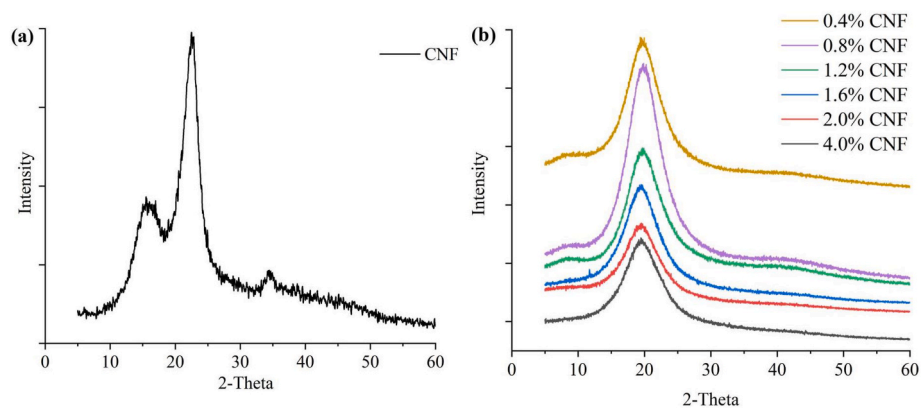 (a)
CNF
Intensity
0 10 20 30 40 50 60
2-Theta
(b)
0.4% CNF
0.8% CNF
1.2% CNF
1.6% CNF
2.0% CNF
4.0% CNF
Intensity
0 10 20 30 40 50 60
2-Theta